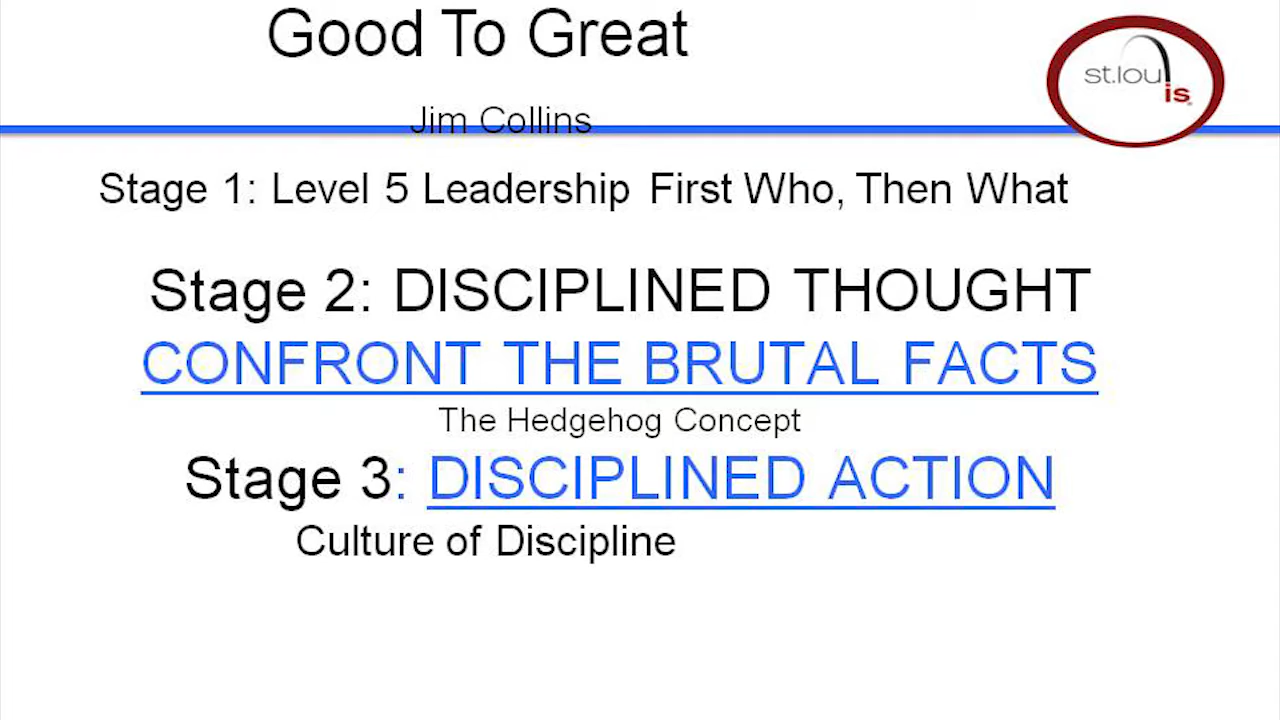 Good To Great
st.lou
is
Jim Collins
Stage 1: Level 5 Leadership First Who, Then What
Stage 2: DISCIPLINED THOUGHT
CONFRONT THE BRUTAL FACTS
The Hedgehog Concept
Stage 3: DISCIPLINED ACTION
Culture of Discipline